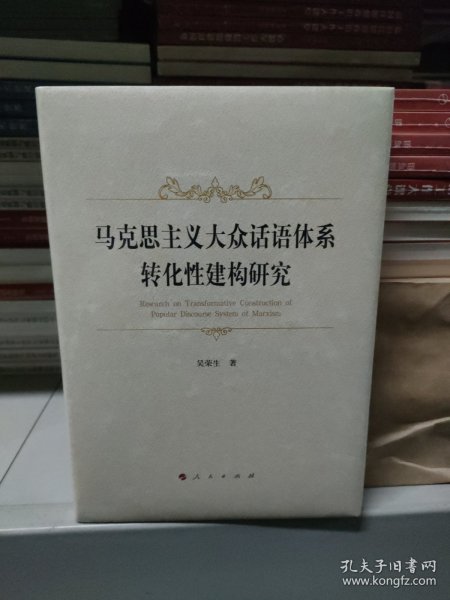 马克思主义大众话语体系
转化性建构研究
Research on Transformative Construction of
Popular Discourse System of Marxism
吴荣生 著
人民出版社
孔夫子旧书网
www.kongfz.com